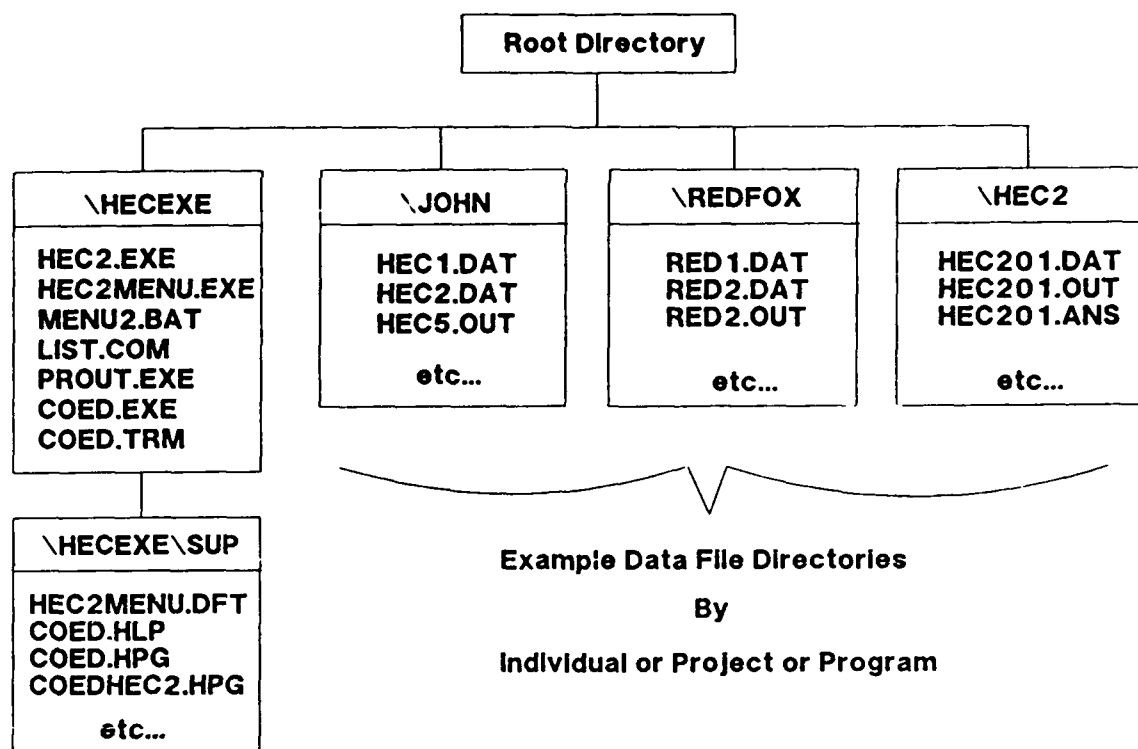 Root Directory
\HECEXE
HEC2.EXE
HEC2MENU.EXE
MENU2.BAT
LIST.COM
PROUT.EXE
COED.EXE
COED.TRM
\HECEXE\SUP
HEC2MENU.DFT
COED.HLP
COED.HPG
COEDHEC2.HPG
etc...
\JOHN
HEC1.DAT
HEC2.DAT
HEC5.OUT
etc...
\REDFOX
RED1.DAT
RED2.DAT
RED2.OUT
etc...
\HEC2
HEC201.DAT
HEC201.OUT
HEC201.ANS
etc...
Example Data File Directories
By
Individual or Project or Program